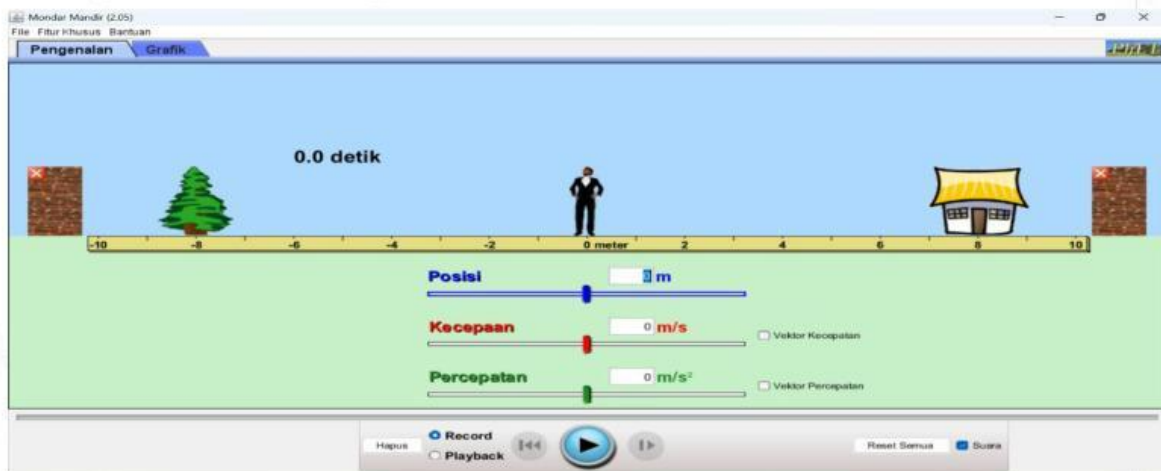 Mondar Mandir (2.05)
File Fitur Khusus Bantuan
Pengenalan Grafik
0.0 detik
-10 -8 -6 -4 -2 0 meter 2 4 6 8 10
Posisi 0 m
Kecepaan 0 m/s
Vektor Kecepatan
Percepatan 0 m/s²
Vektor Percepatan
Hapus
Record
Playback
Reset Semua
Suara